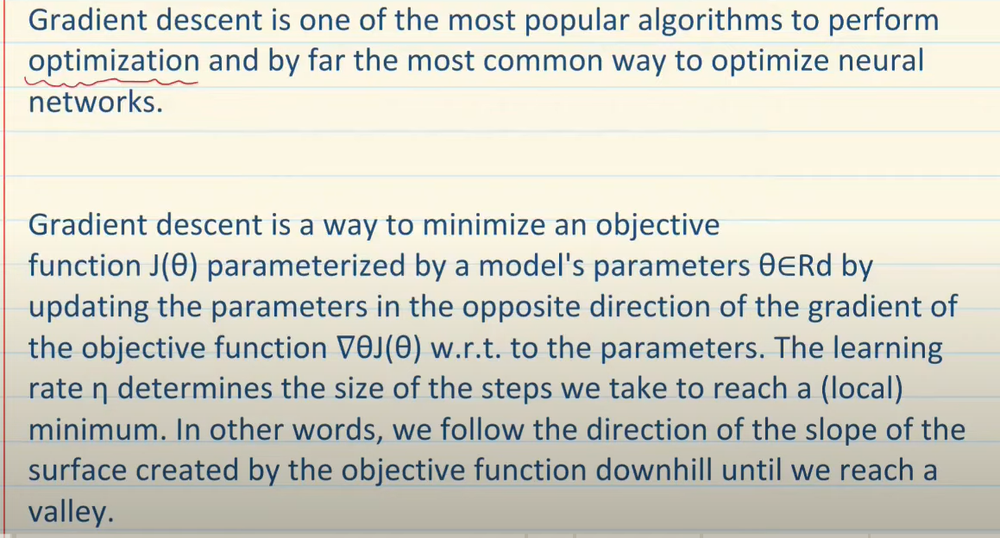 Gradient descent is one of the most popular algorithms to perform
optimization and by far the most common way to optimize neural
networks.
Gradient descent is a way to minimize an objective
function J(θ) parameterized by a model's parameters θ∈Rd by
updating the parameters in the opposite direction of the gradient of
the objective function ∇θJ(θ) w.r.t. to the parameters. The learning
rate η determines the size of the steps we take to reach a (local)
minimum. In other words, we follow the direction of the slope of the
surface created by the objective function downhill until we reach a
valley.